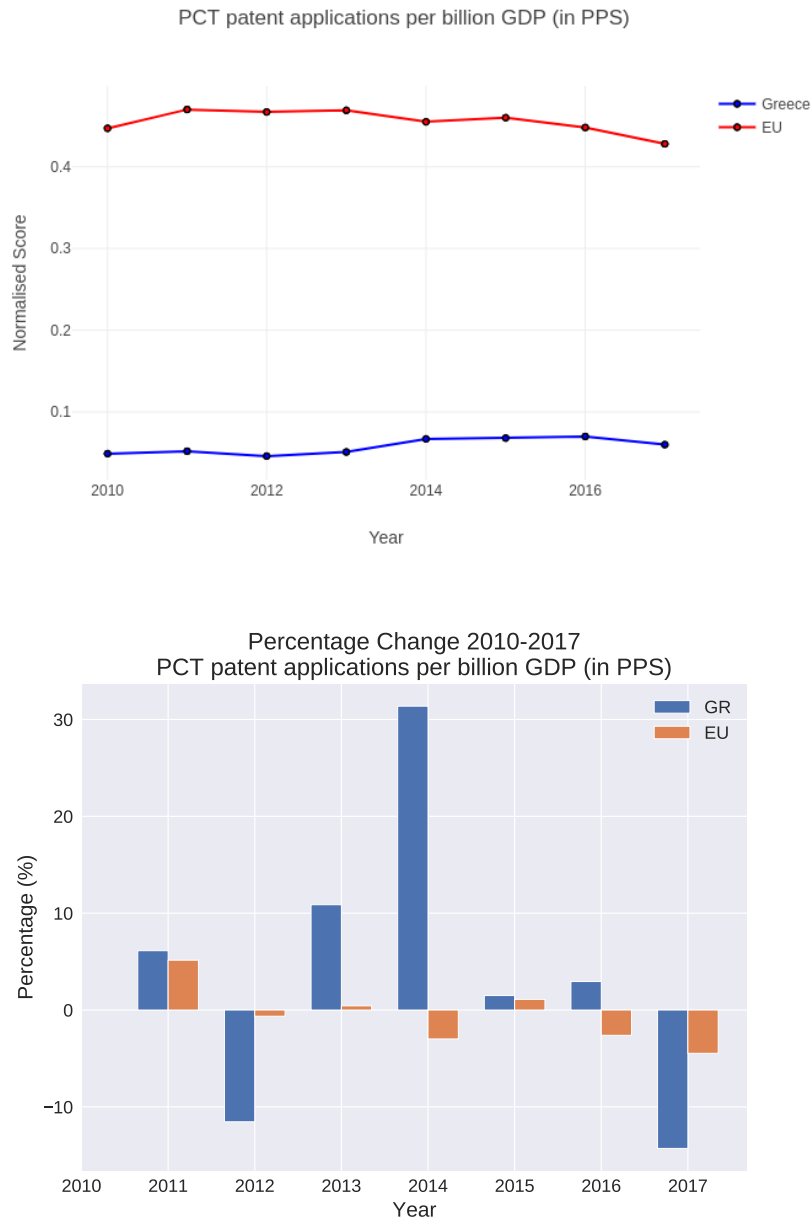 PCT patent applications per billion GDP (in PPS)
Greece
EU
0.4
0.3
0.2
0.1
Normalised Score
2010 2012 2014 2016
Year
Percentage Change 2010-2017
PCT patent applications per billion GDP (in PPS)
GR
EU
30
20
10
0
−10
Percentage (%)
2010 2011 2012 2013 2014 2015 2016 2017
Year